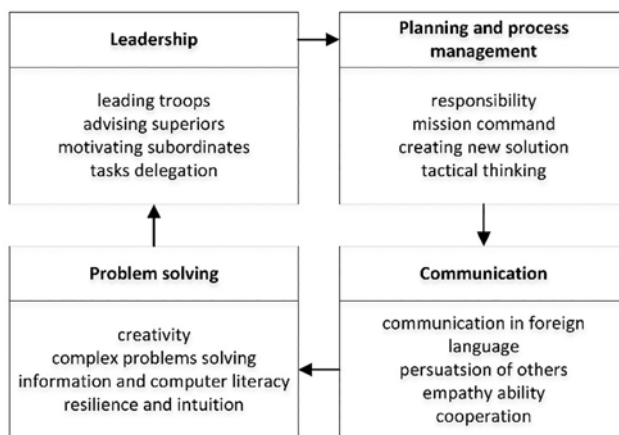 Leadership
leading troops
advising superiors
motivating subordinates
tasks delegation
Planning and process
management
responsibility
mission command
creating new solution
tactical thinking
Communication
communication in foreign
language
persuatsion of others
empathy ability
cooperation
Problem solving
creativity
complex problems solving
information and computer literacy
resilience and intuition